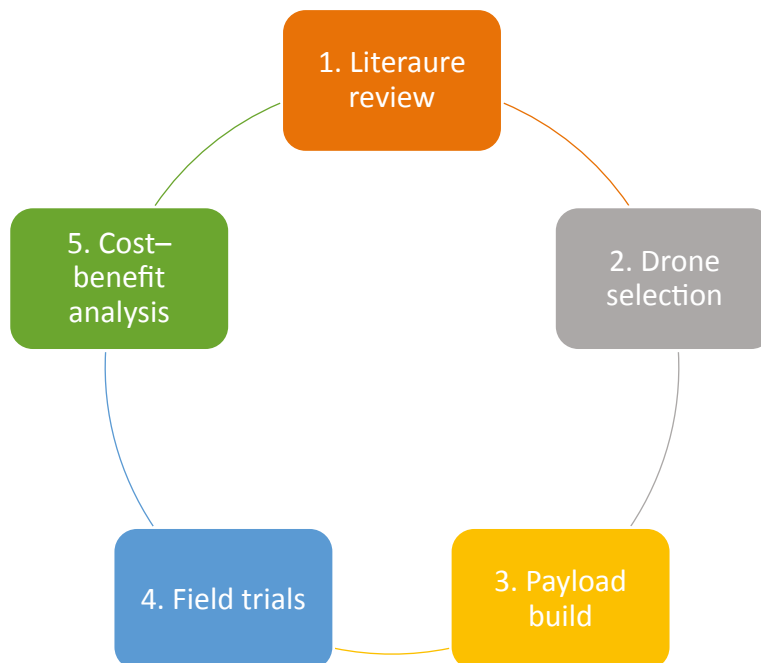 1. Literaure
review
2. Drone
selection
3. Payload
build
4. Field trials
5. Cost–
benefit
analysis